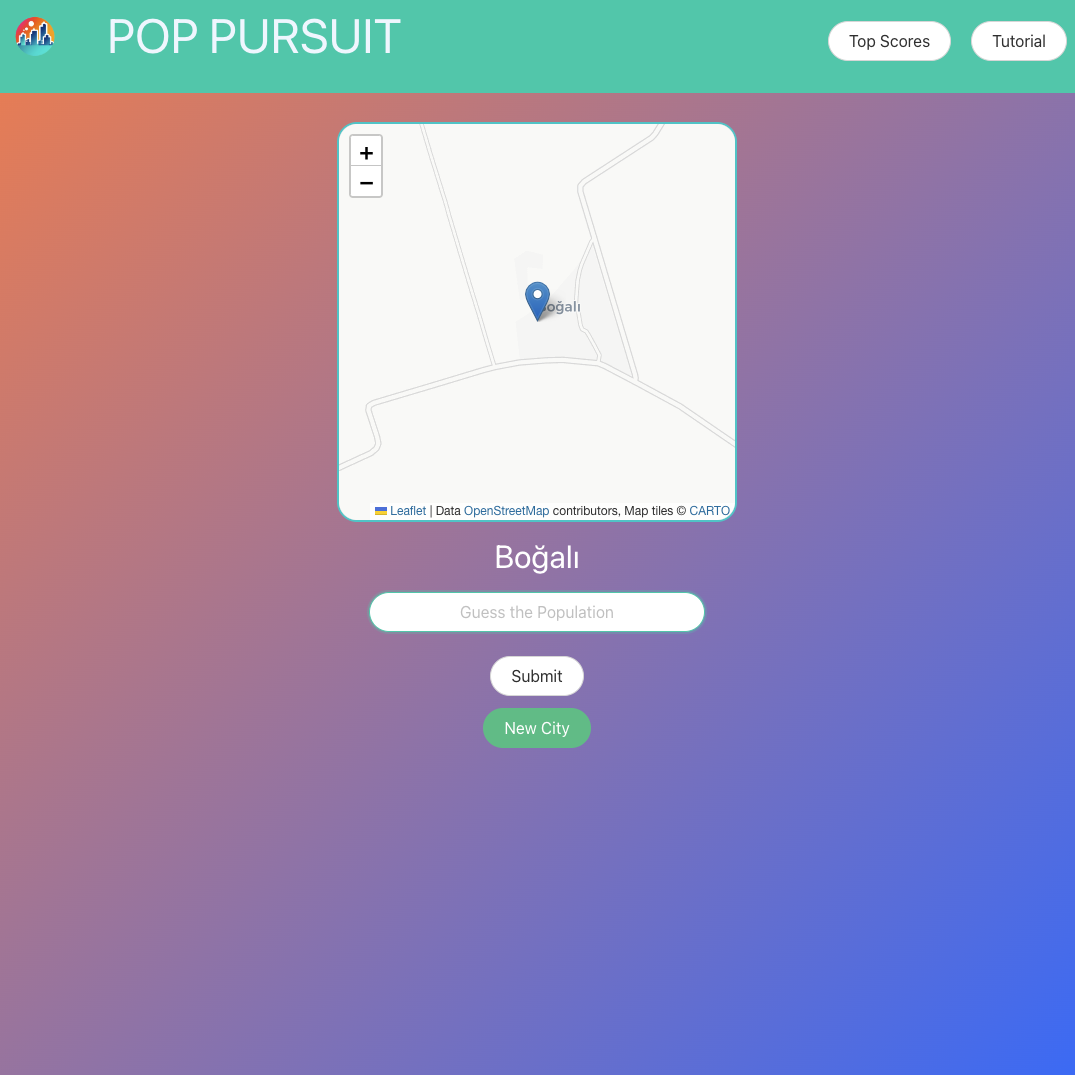 POP PURSUIT
Top Scores
Tutorial
+
−
oğalı
Leaflet | Data OpenStreetMap contributors, Map tiles © CARTO
Boğalı
Guess the Population
Submit
New City